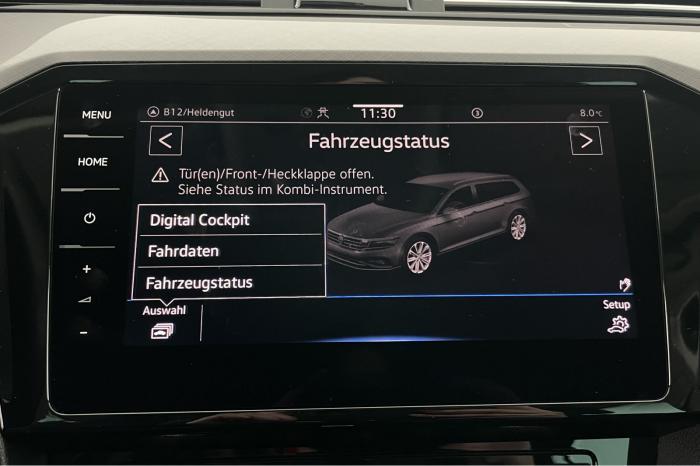 MENU
B12/Heldengut
11:30
3
8.0°C
HOME
Fahrzeugstatus
Tür(en)/Front-/Heckklappe offen.
Siehe Status im Kombi-Instrument.
Digital Cockpit
Fahrdaten
Fahrzeugstatus
Auswahl
Setup